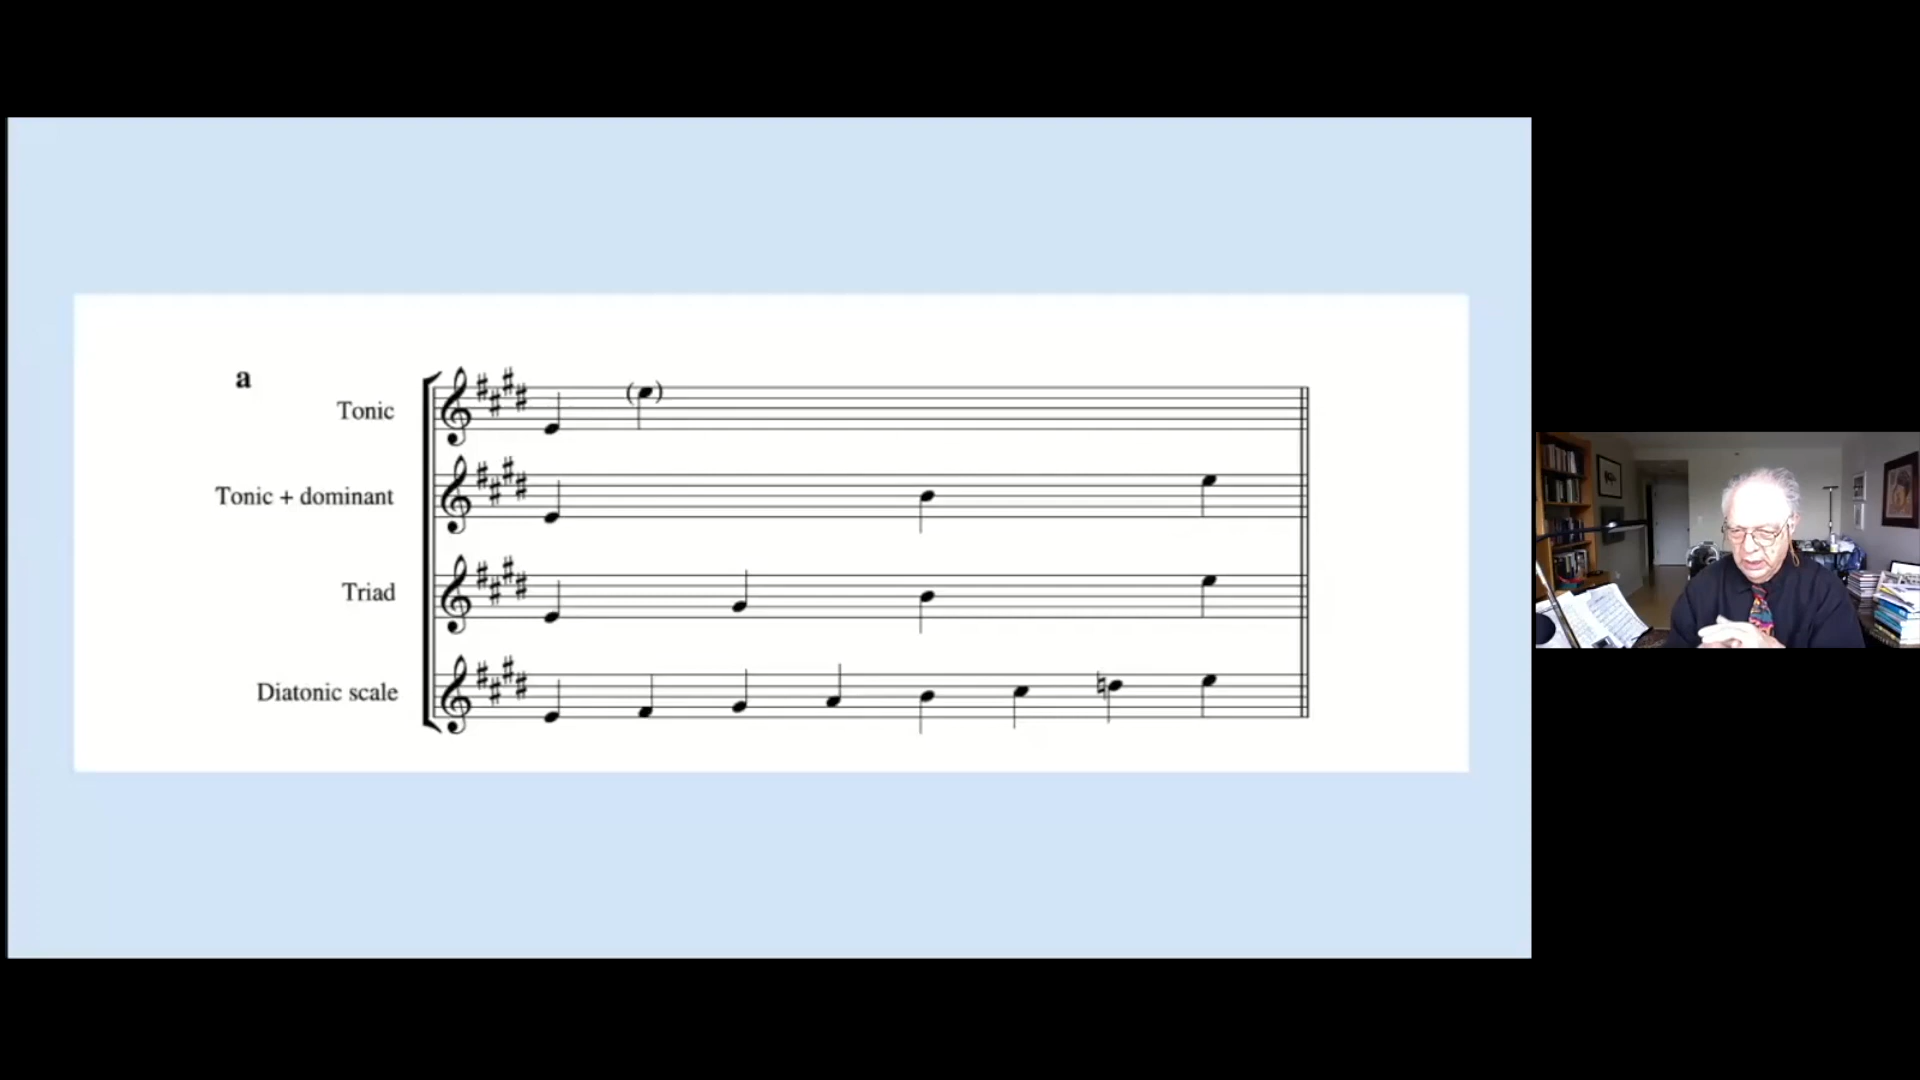 a
Tonic
Tonic + dominant
Triad
Diatonic scale